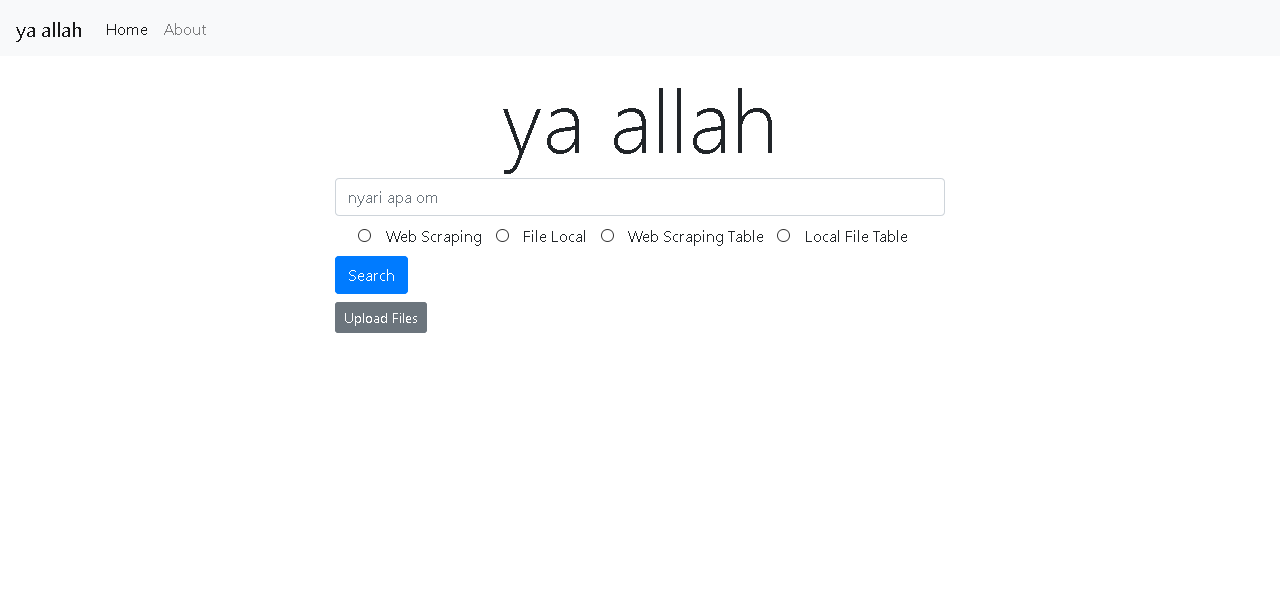 ya allah Home About
ya allah
nyari apa om
Web Scraping File Local Web Scraping Table Local File Table
Search
Upload Files